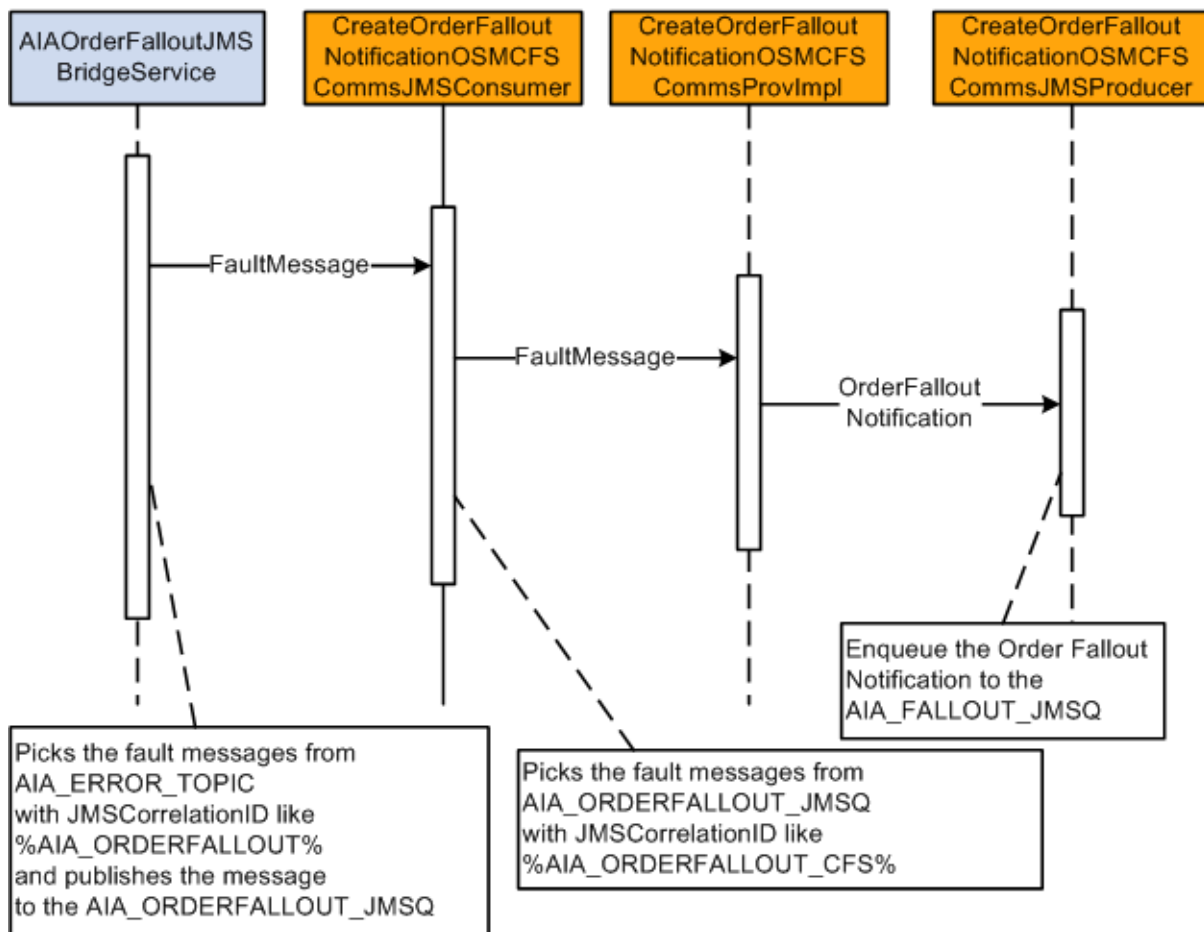 AIAOrderFalloutJMS
BridgeService
CreateOrderFallout
NotificationOSMCFS
CommsJMSConsumer
CreateOrderFallout
NotificationOSMCFS
CommsProvImpl
CreateOrderFallout
NotificationOSMCFS
CommsJMSProducer
FaultMessage
FaultMessage
OrderFallout
Notification
Enqueue the Order Fallout
Notification to the
AIA_FALLOUT_JMSQ
Picks the fault messages from
AIA_ERROR_TOPIC
with JMSCorrelationID like
%AIA_ORDERFALLOUT%
and publishes the message
to the AIA_ORDERFALLOUT_JMSQ
Picks the fault messages from
AIA_ORDERFALLOUT_JMSQ
with JMSCorrelationID like
%AIA_ORDERFALLOUT_CFS%